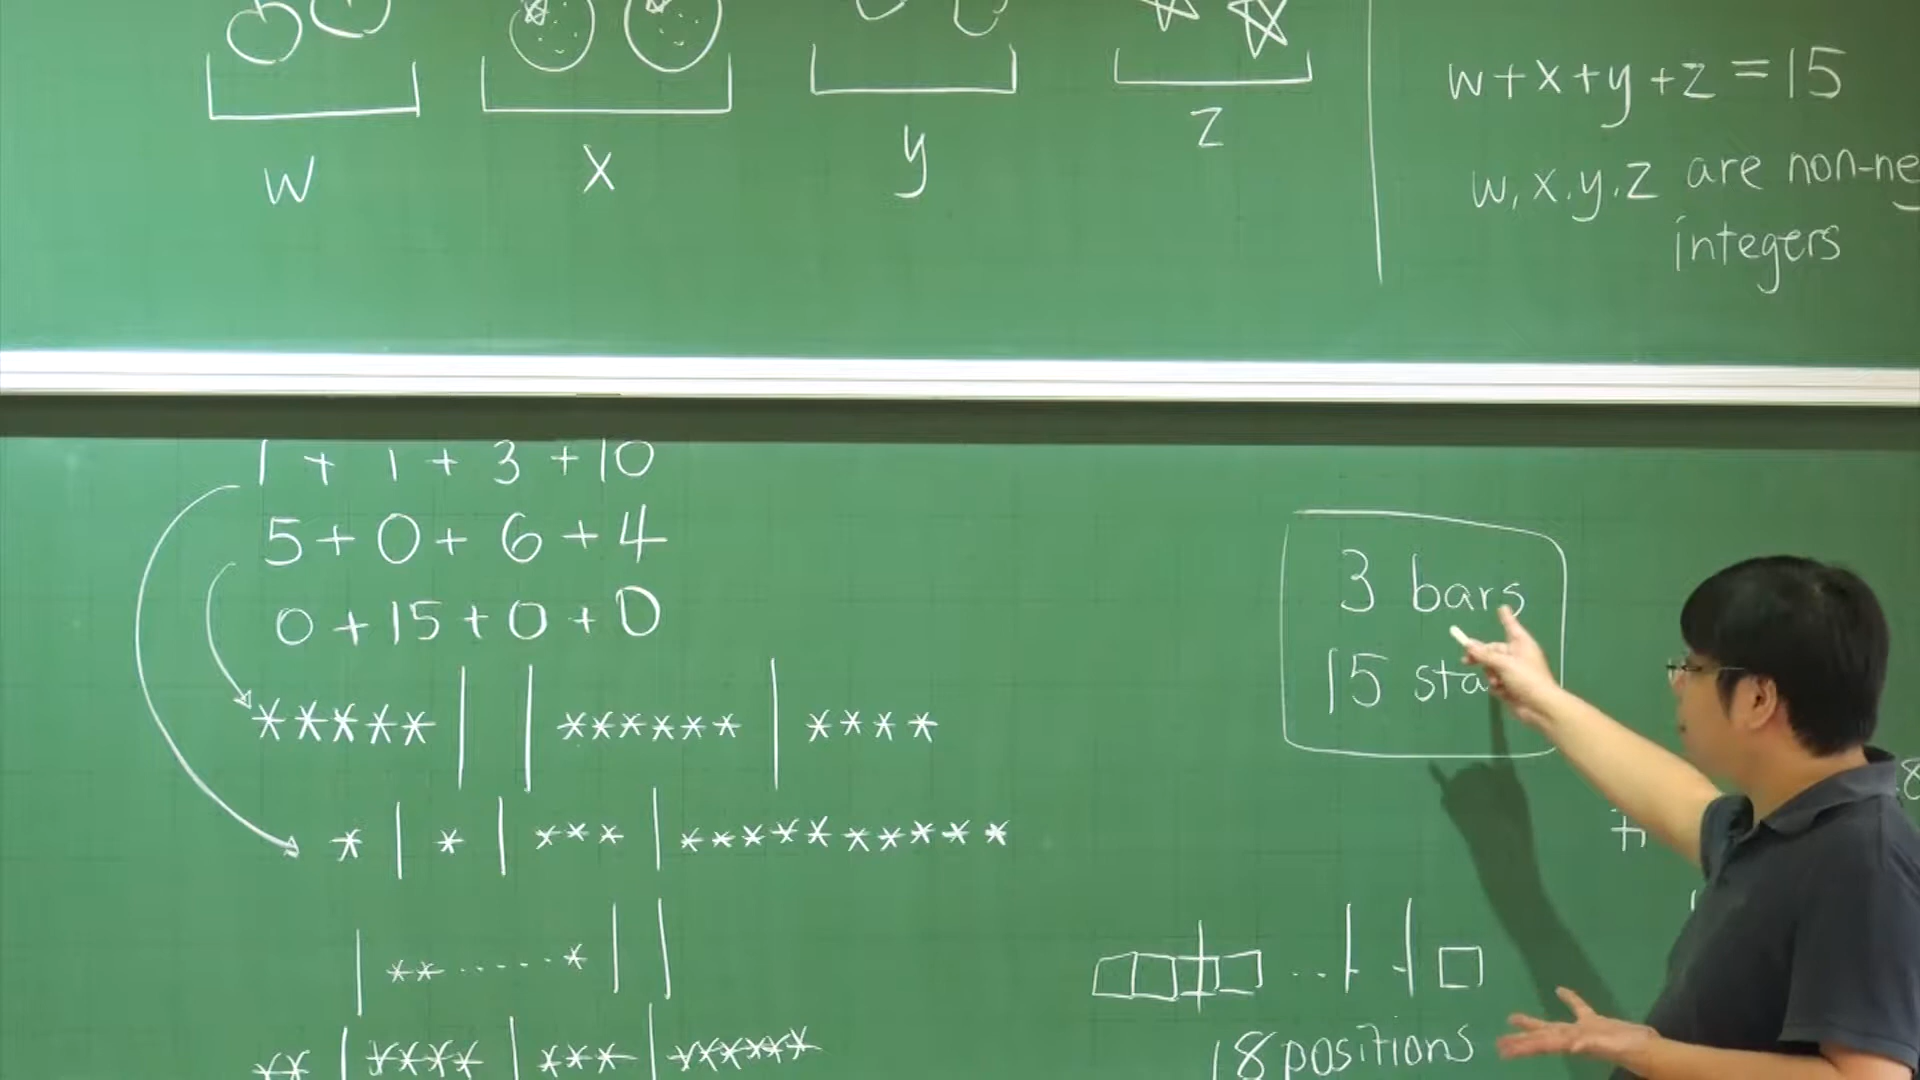 w x y z
w+x+y+z=15
w,x,y,z are non-ne
integers
1 + 1 + 3 + 10
5 + 0 + 6 + 4
0 + 15 + 0 + 0
*****| |******|****
*|*|***|**********
|**······*| |
**|****|***|*****
3 bars
15 sta
18 positions